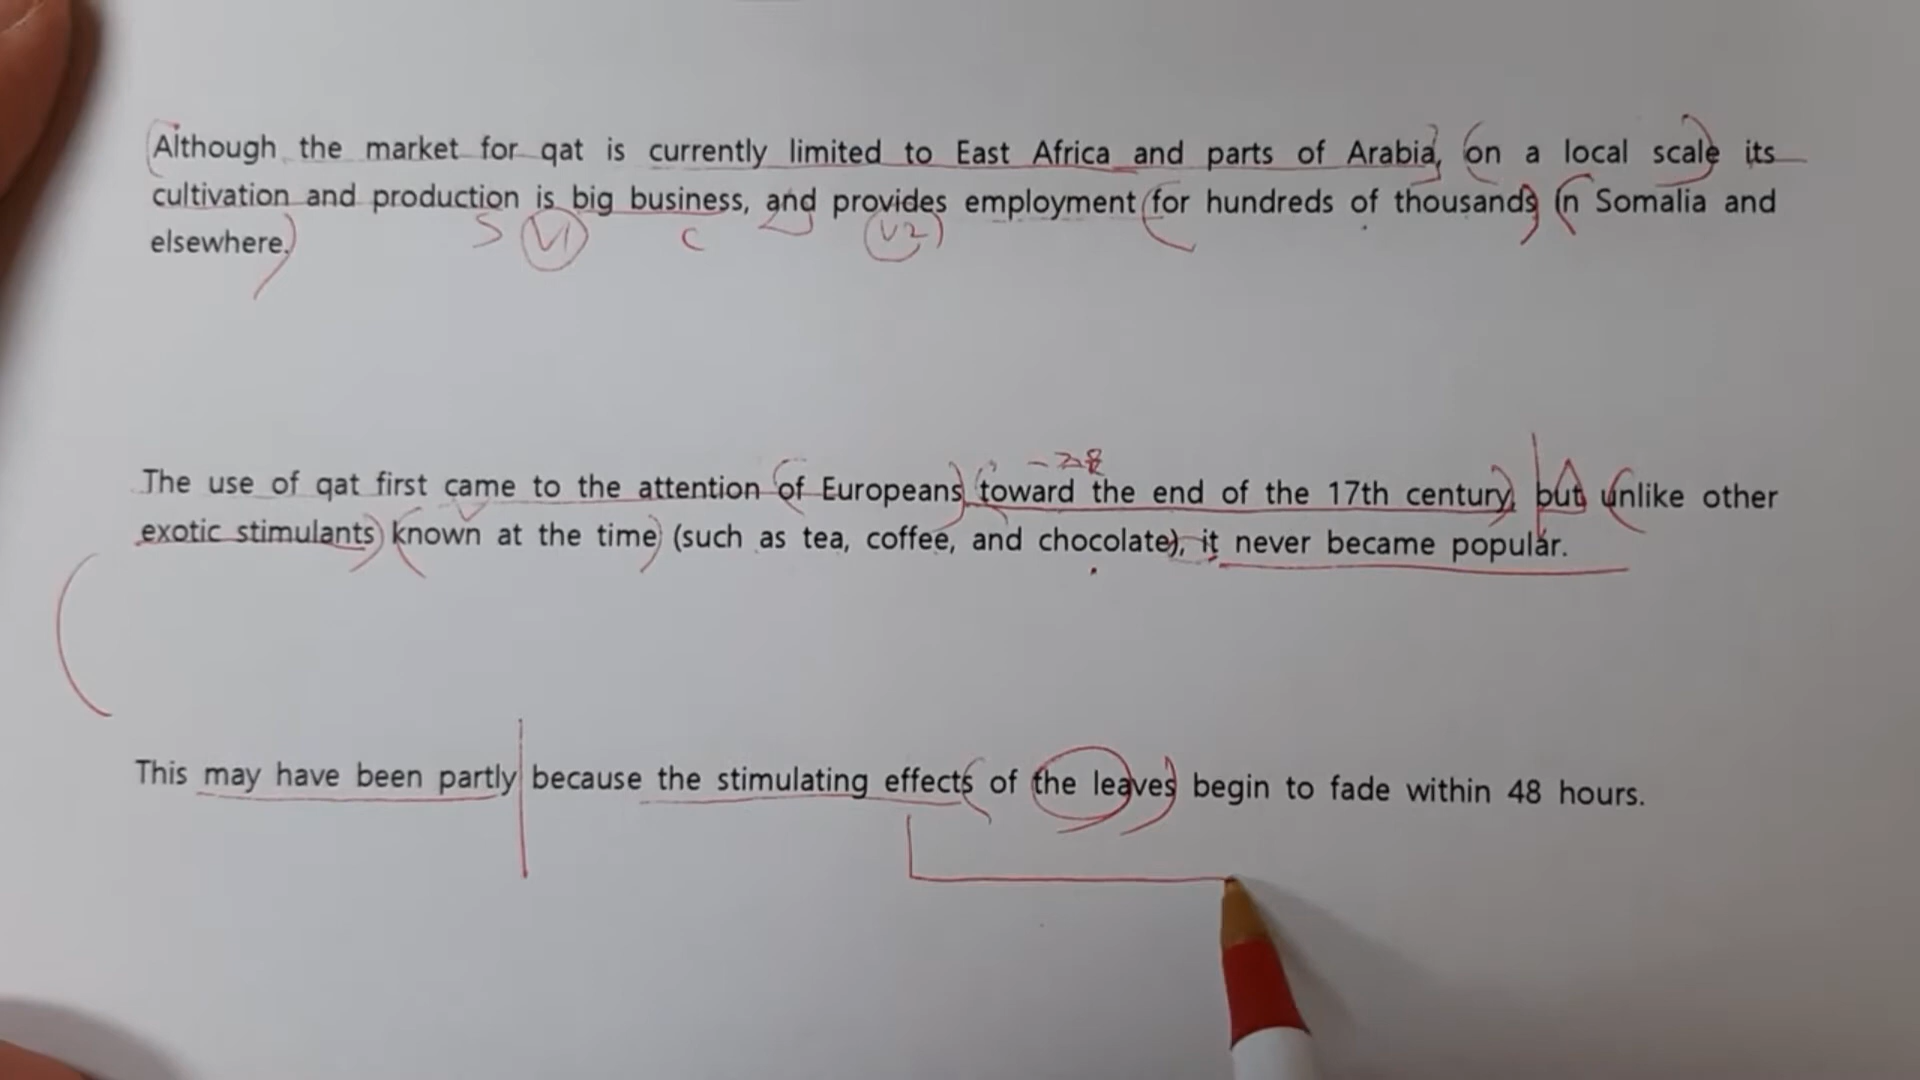 Although the market for qat is currently limited to East Africa and parts of Arabia, on a local scale its
cultivation and production is big business, and provides employment for hundreds of thousands in Somalia and
S V1 C V2
elsewhere.
The use of qat first came to the attention of Europeans toward the end of the 17th century, but unlike other
exotic stimulants known at the time (such as tea, coffee, and chocolate), it never became popular.
This may have been partly because the stimulating effects of the leaves begin to fade within 48 hours.